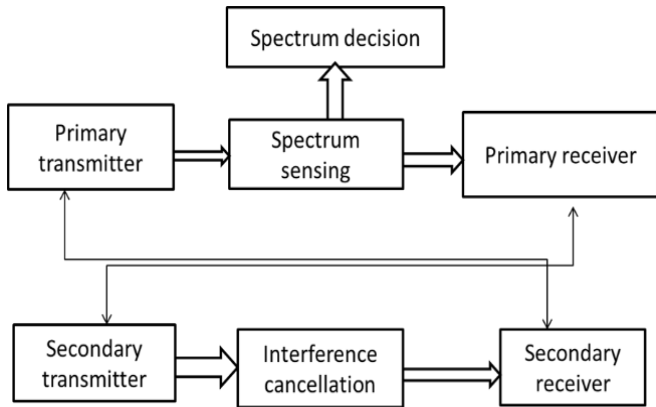 Spectrum decision
Primary
transmitter
Spectrum
sensing
Primary receiver
Secondary
transmitter
Interference
cancellation
Secondary
receiver